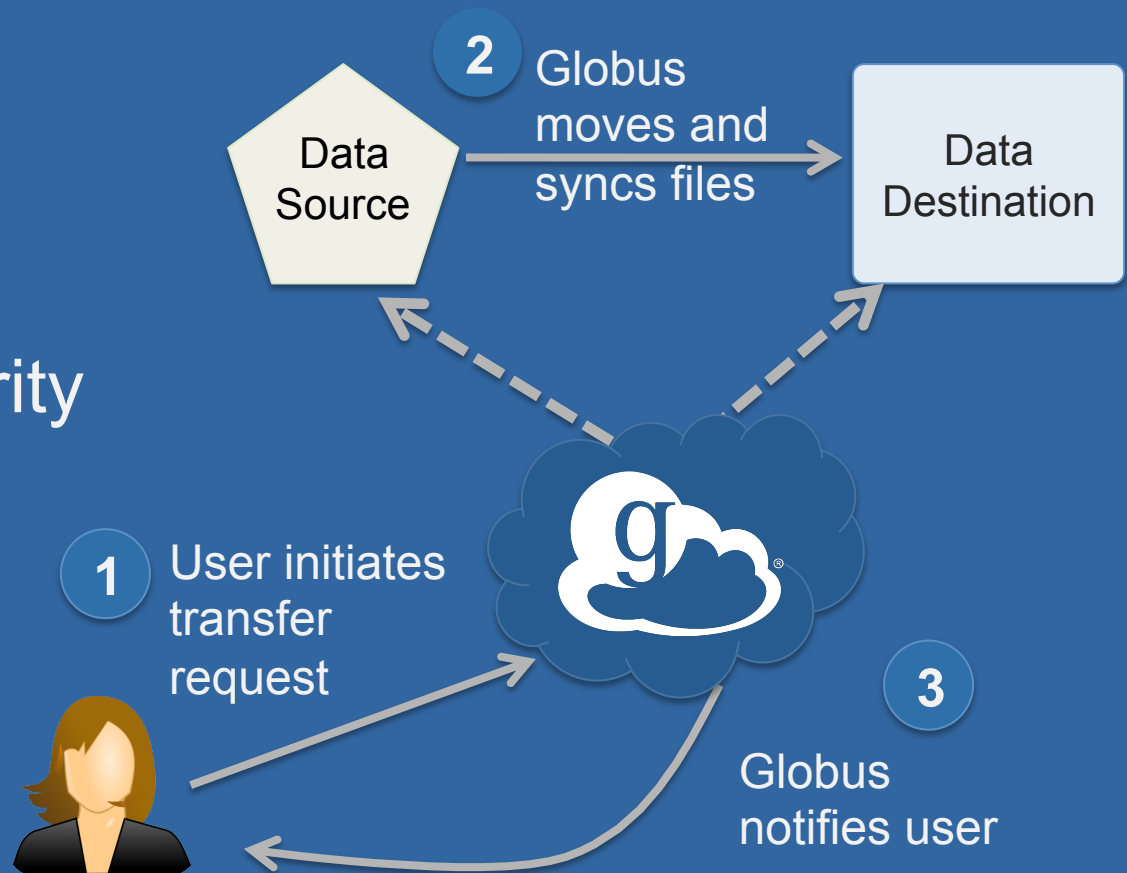 2
Globus
moves and
syncs files
Data
Source
Data
Destination
rity
1
User initiates
transfer
request
g
®
3
Globus
notifies user